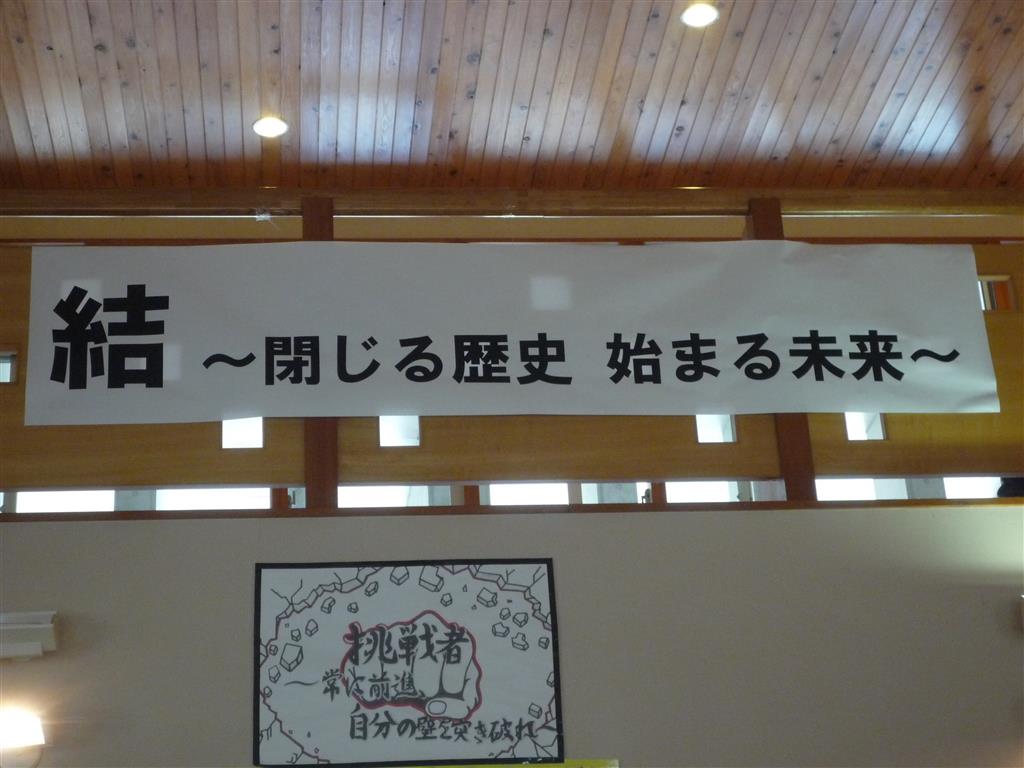 結 ～閉じる歴史 始まる未来～
挑戦者
～常に前進、
自分の壁を突き破れ～